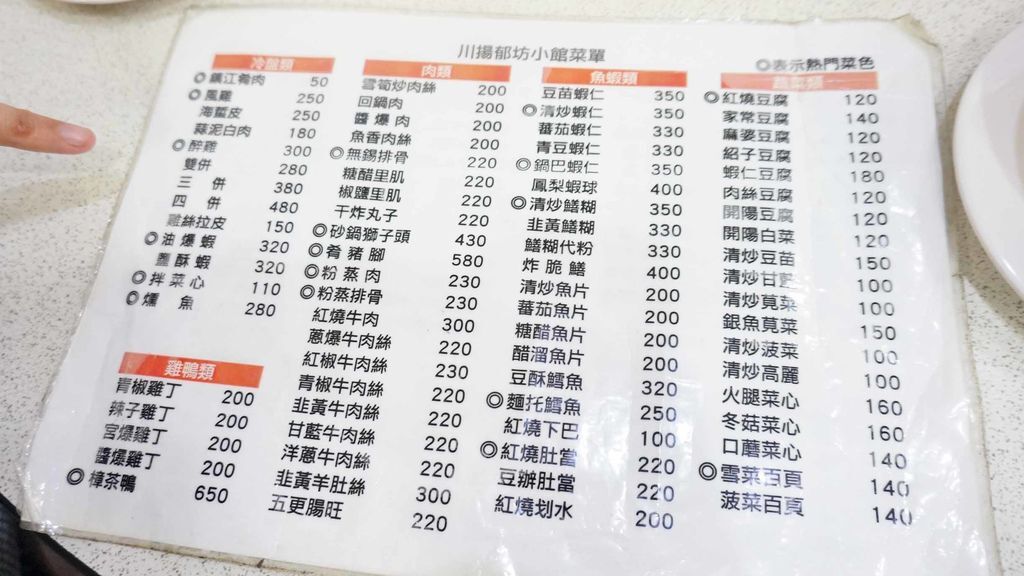 川揚郁坊小館菜單
◎表示熱門菜色
冷盤類
◎鎮江肴肉 50
◎風雞 250
海蜇皮 250
蒜泥白肉 180
◎醉雞 300
雙併 280
三併 380
四併 480
雞絲拉皮 150
◎油爆蝦 320
蔥酥蝦 320
◎拌菜心 110
◎燻魚 280
雞鴨類
青椒雞丁 200
辣子雞丁 200
宮爆雞丁 200
醬爆雞丁 200
◎樟茶鴨 650
肉類
雪筍炒肉絲 200
回鍋肉 200
醬爆肉 200
魚香肉絲 200
◎無錫排骨 220
糖醋里肌 220
椒鹽里肌 220
干炸丸子 220
◎砂鍋獅子頭 430
◎肴豬腳 580
◎粉蒸肉 230
◎粉蒸排骨 230
紅燒牛肉 300
蔥爆牛肉絲 220
紅椒牛肉絲 230
青椒牛肉絲 220
韭黃牛肉絲 220
甘藍牛肉絲 220
洋蔥牛肉絲 220
韭黃羊肚絲 300
五更腸旺 220
魚蝦類
豆苗蝦仁 350
◎清炒蝦仁 350
蕃茄蝦仁 330
青豆蝦仁 330
◎鍋巴蝦仁 350
鳳梨蝦球 400
◎清炒鱔糊 350
韭黃鱔糊 330
鱔糊代粉 330
炸脆鱔 400
清炒魚片 200
蕃茄魚片 200
糖醋魚片 200
醋溜魚片 200
豆酥鱈魚 320
◎麵托鱈魚 250
紅燒下巴 100
◎紅燒肚當 220
豆瓣肚當 220
紅燒划水 200
蔬菜類
◎紅燒豆腐 120
家常豆腐 140
麻婆豆腐 120
紹子豆腐 120
蝦仁豆腐 180
肉絲豆腐 120
開陽豆腐 120
開陽白菜 120
清炒豆苗 150
清炒甘藍 100
清炒莧菜 100
銀魚莧菜 150
清炒菠菜 100
清炒高麗 100
火腿菜心 160
冬菇菜心 160
口蘑菜心 140
◎雪菜百頁 140
菠菜百頁 140